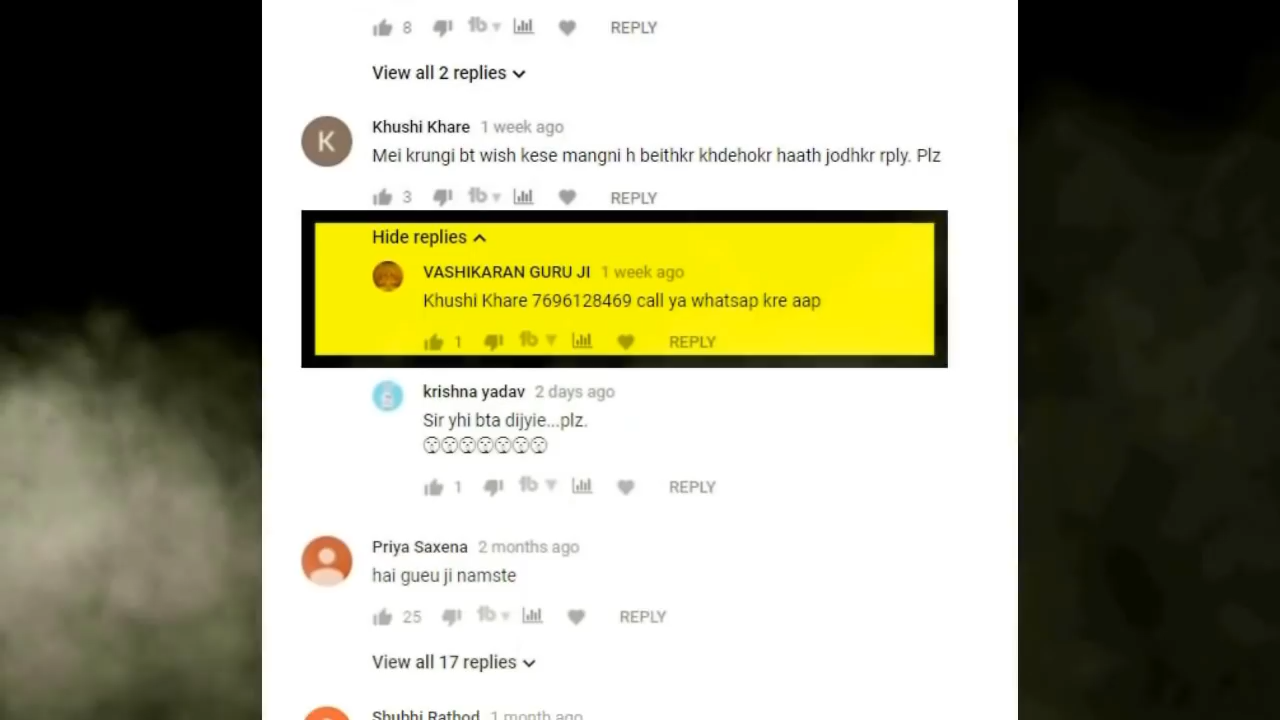 8 REPLY
View all 2 replies
K
Khushi Khare 1 week ago
Mei krungi bt wish kese mangni h beithkr khdehokr haath jodhkr rply. Plz
3 REPLY
Hide replies
VASHIKARAN GURU JI 1 week ago
Khushi Khare 7696128469 call ya whatsap kre aap
1 REPLY
krishna yadav 2 days ago
Sir yhi bta dijyie...plz.
1 REPLY
Priya Saxena 2 months ago
hai gueu ji namste
25 REPLY
View all 17 replies
Shubhi Rathod 1 month ago